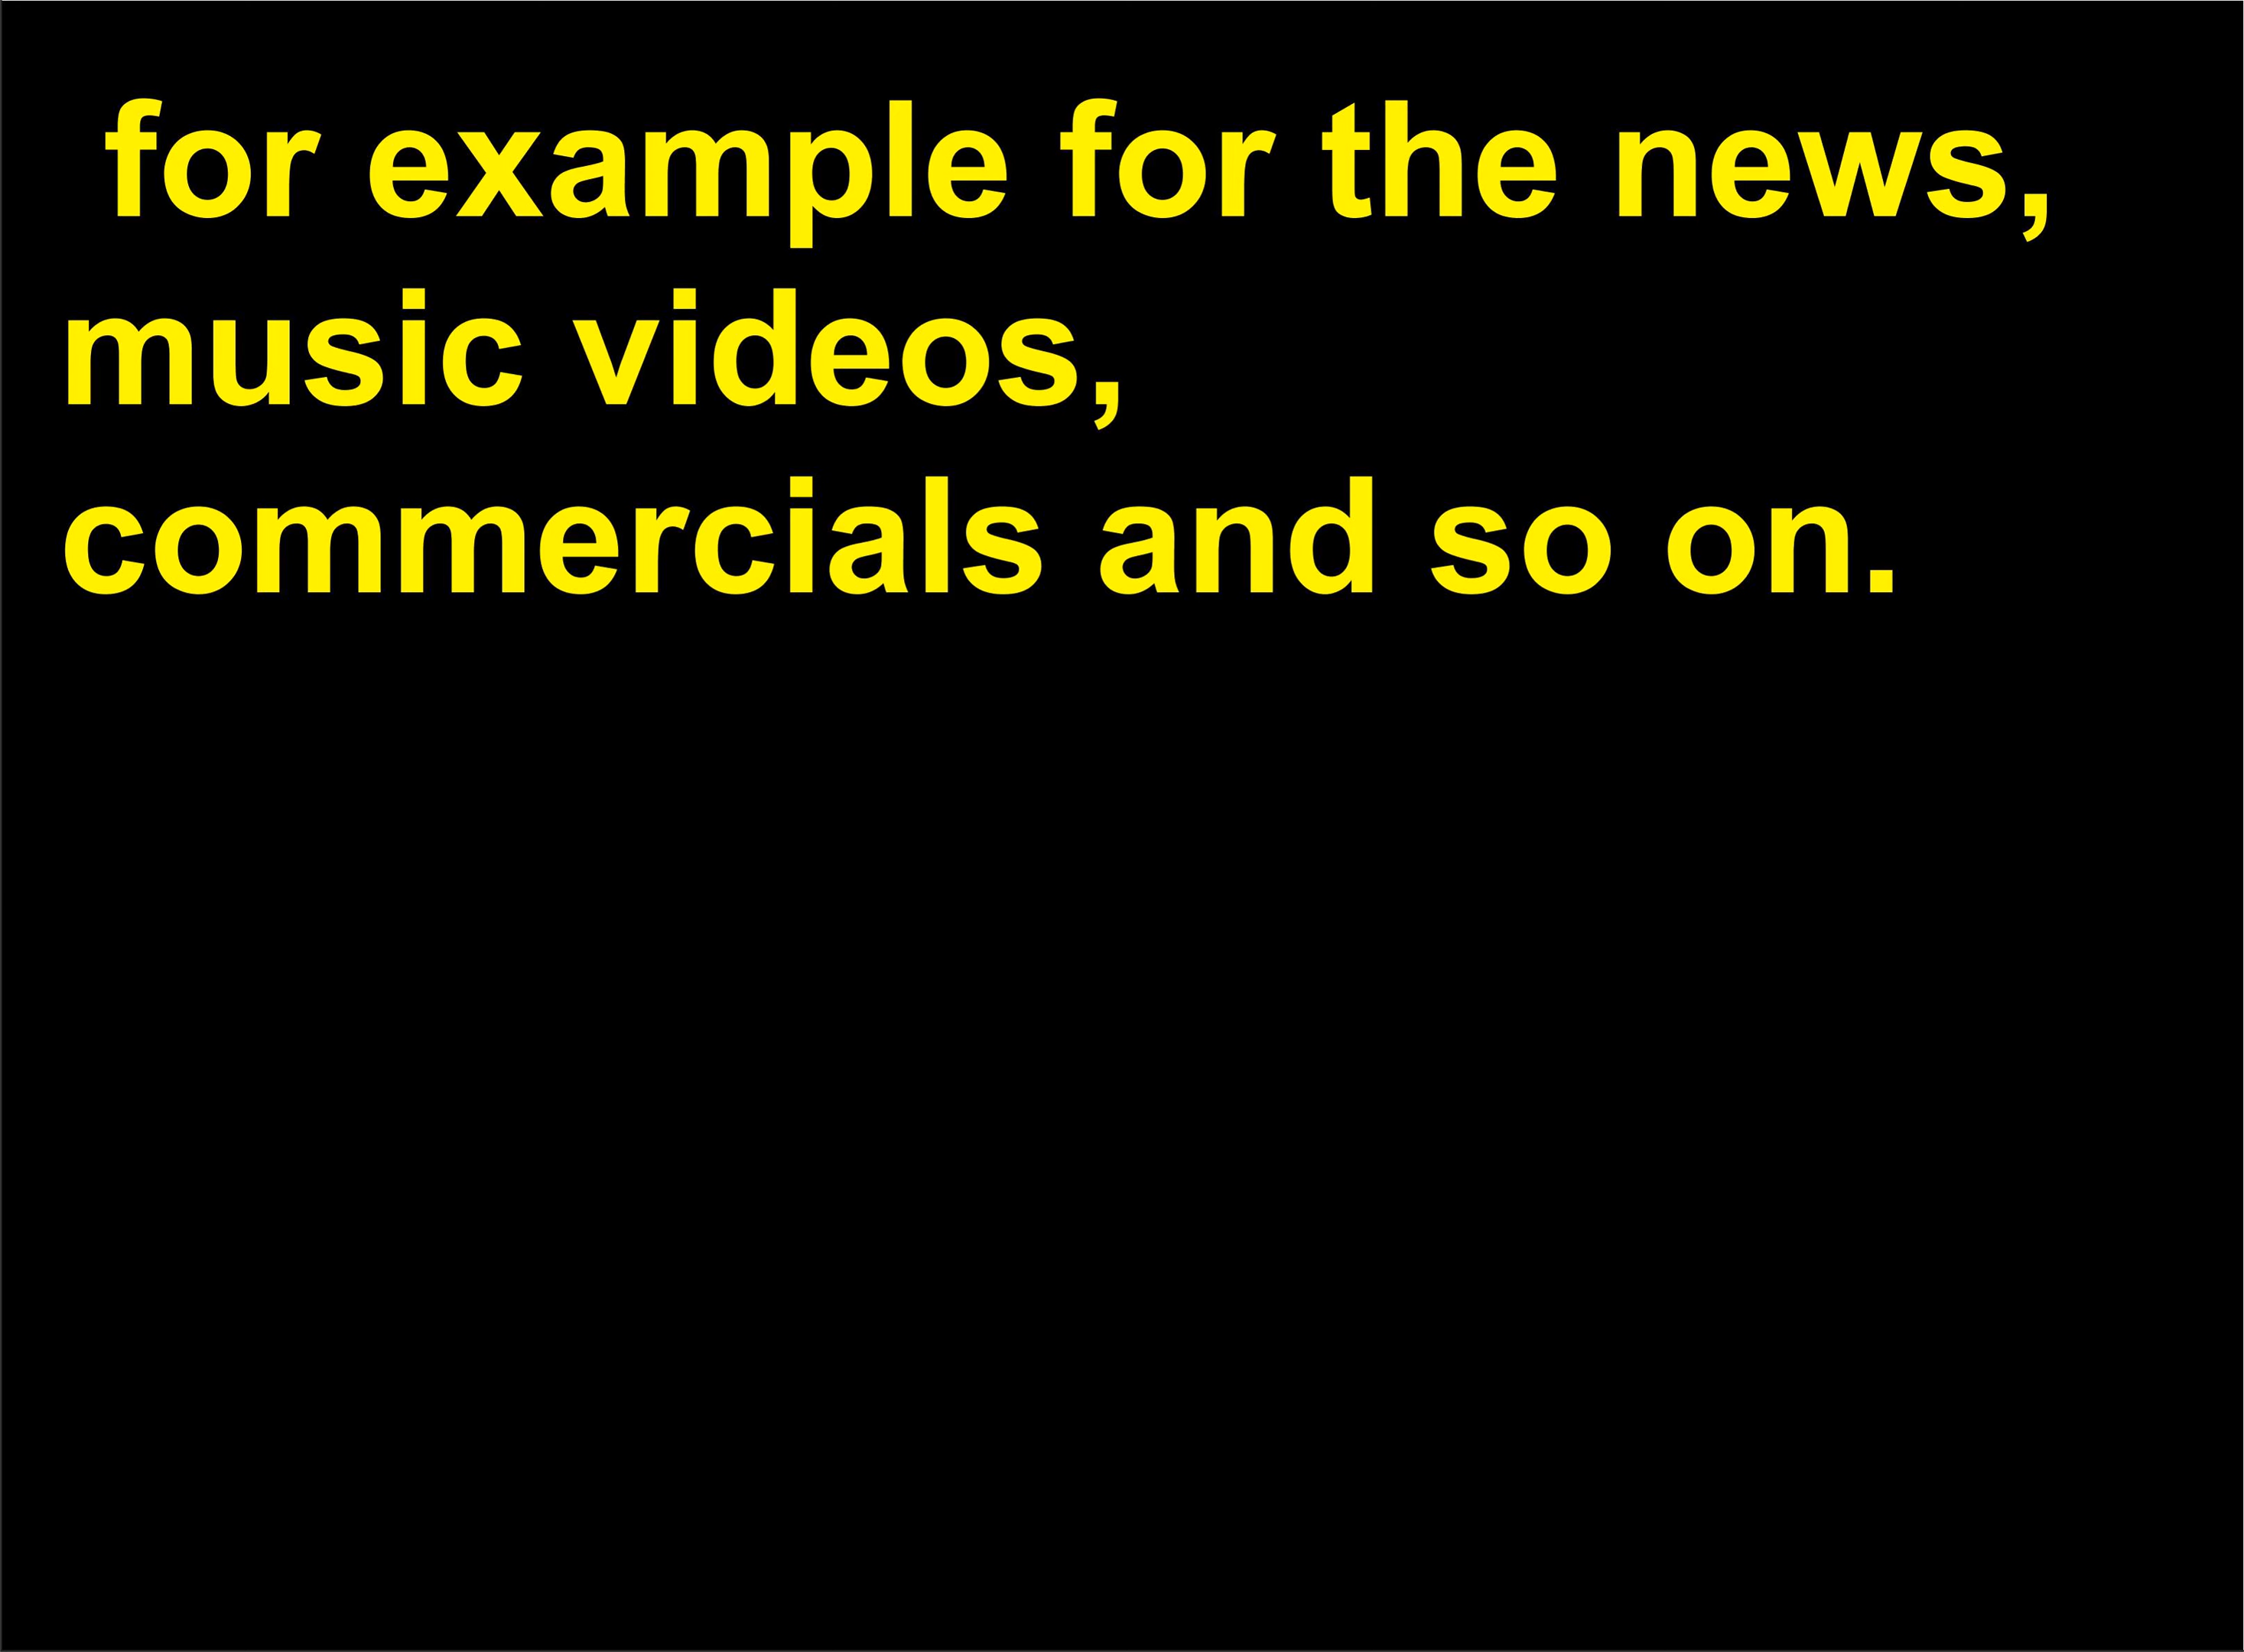 for example for the news,
music videos,
commercials and so on.